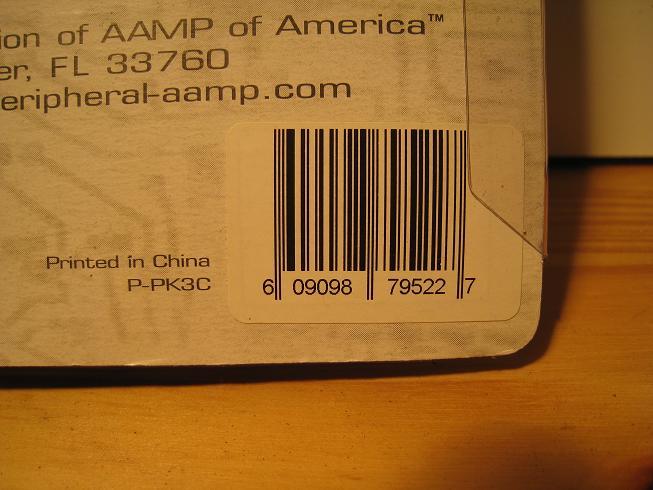 ion of AAMP of America™
er, FL 33760
eripheral-aamp.com
Printed in China
P-PK3C
6 09098 79522 7